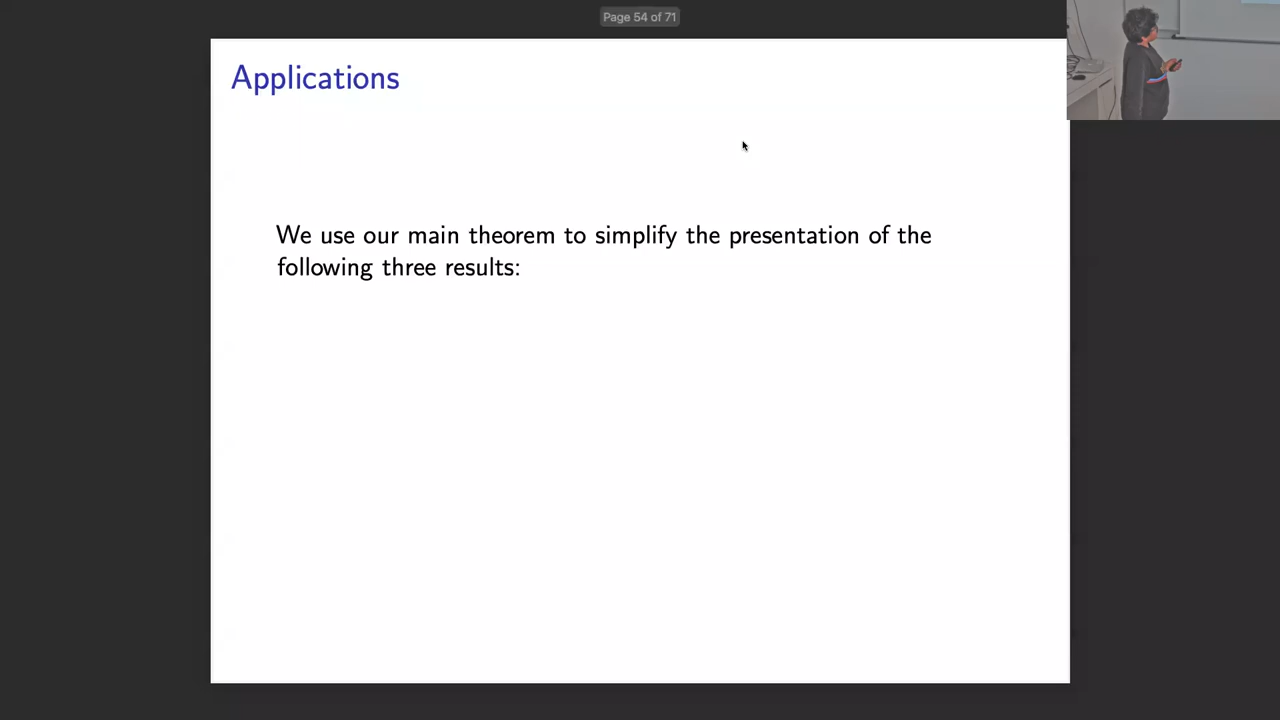 Page 54 of 71
Applications
We use our main theorem to simplify the presentation of the
following three results: